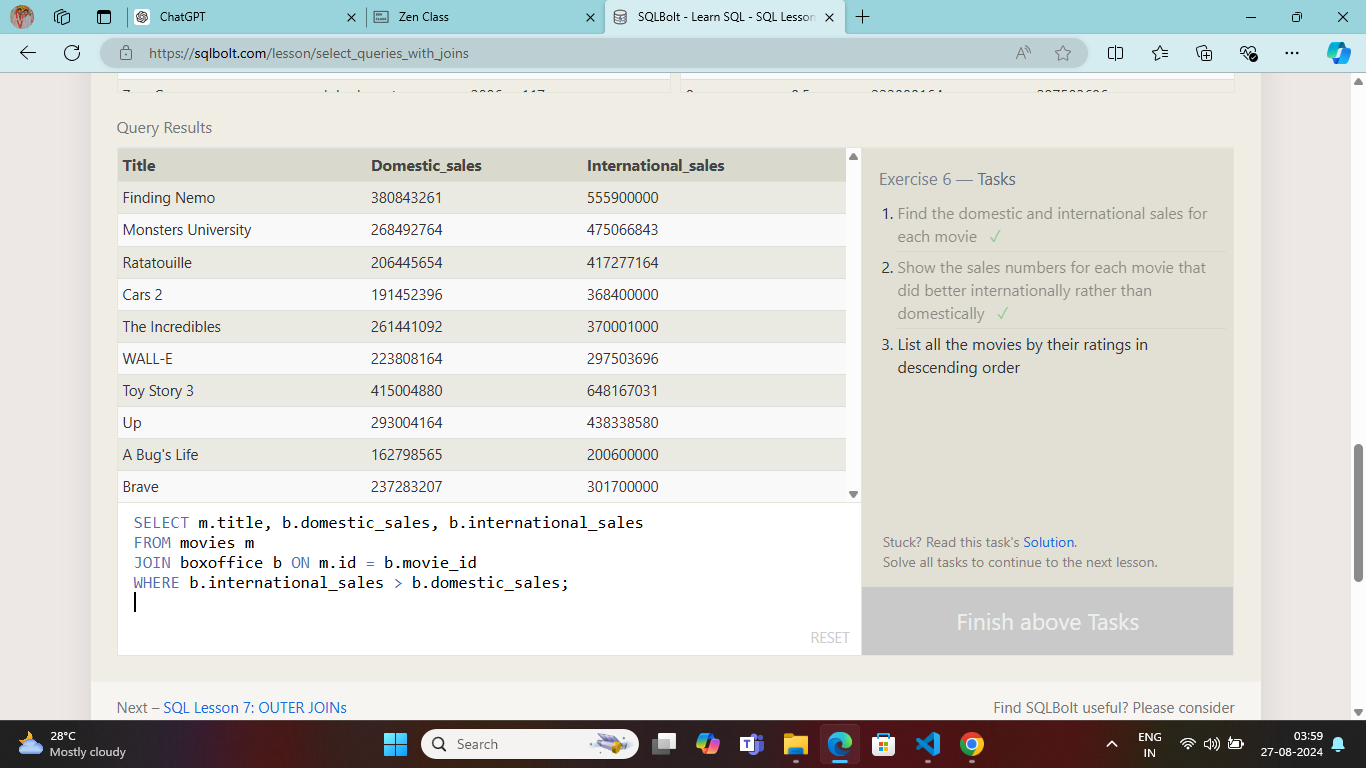 ChatGPT
Zen Class
SQLBolt - Learn SQL - SQL Lesson
https://sqlbolt.com/lesson/select_queries_with_joins
Query Results
Title Domestic_sales International_sales
Finding Nemo 380843261 555900000
Monsters University 268492764 475066843
Ratatouille 206445654 417277164
Cars 2 191452396 368400000
The Incredibles 261441092 370001000
WALL-E 223808164 297503696
Toy Story 3 415004880 648167031
Up 293004164 438338580
A Bug's Life 162798565 200600000
Brave 237283207 301700000
SELECT m.title, b.domestic_sales, b.international_sales
FROM movies m
JOIN boxoffice b ON m.id = b.movie_id
WHERE b.international_sales > b.domestic_sales;
RESET
Exercise 6 — Tasks
1. Find the domestic and international sales for
each movie ✓
2. Show the sales numbers for each movie that
did better internationally rather than
domestically ✓
3. List all the movies by their ratings in
descending order
Stuck? Read this task's Solution.
Solve all tasks to continue to the next lesson.
Finish above Tasks
Next – SQL Lesson 7: OUTER JOINs
Find SQLBolt useful? Please consider
28°C
Mostly cloudy
Search
ENG
IN
03:59
27-08-2024